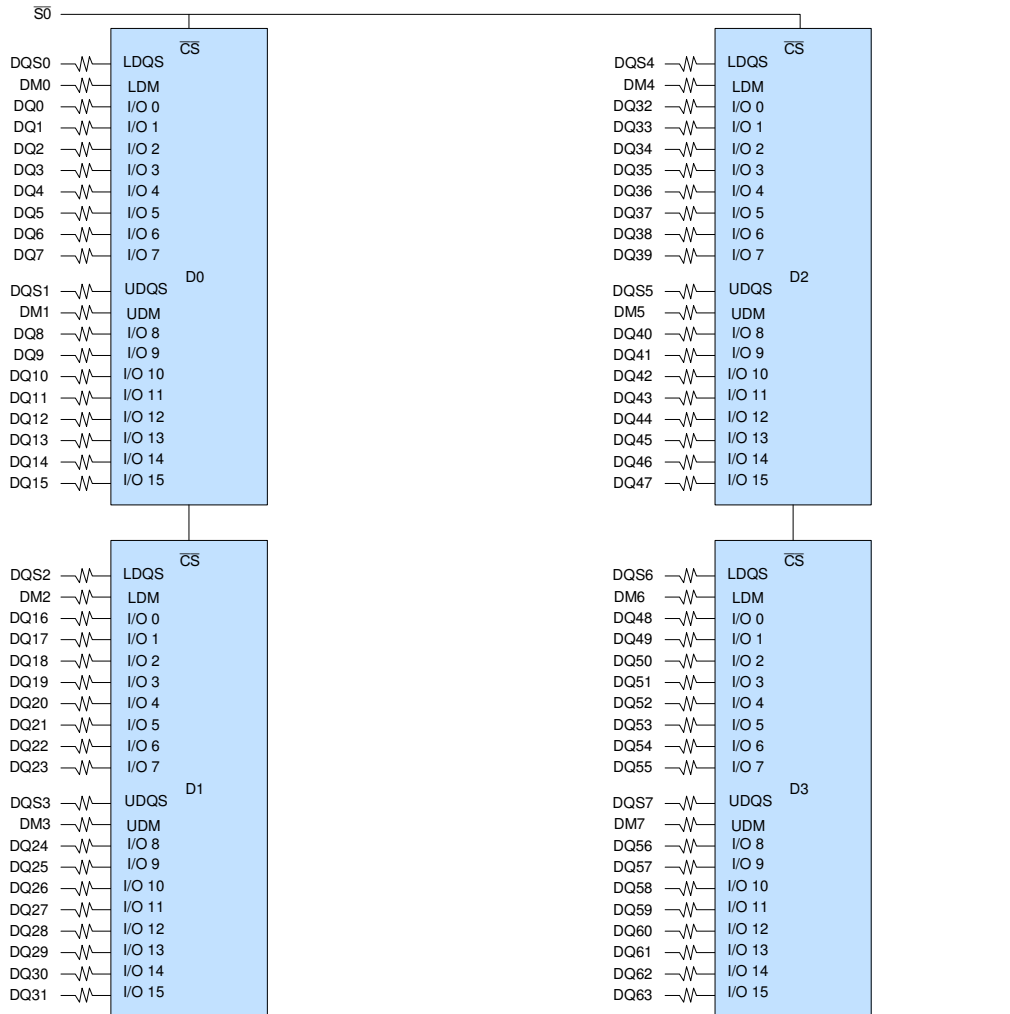 S0
CS
DQS0 LDQS
DM0 LDM
DQ0 I/O 0
DQ1 I/O 1
DQ2 I/O 2
DQ3 I/O 3
DQ4 I/O 4
DQ5 I/O 5
DQ6 I/O 6
DQ7 I/O 7
D0
DQS1 UDQS
DM1 UDM
DQ8 I/O 8
DQ9 I/O 9
DQ10 I/O 10
DQ11 I/O 11
DQ12 I/O 12
DQ13 I/O 13
DQ14 I/O 14
DQ15 I/O 15
CS
DQS2 LDQS
DM2 LDM
DQ16 I/O 0
DQ17 I/O 1
DQ18 I/O 2
DQ19 I/O 3
DQ20 I/O 4
DQ21 I/O 5
DQ22 I/O 6
DQ23 I/O 7
D1
DQS3 UDQS
DM3 UDM
DQ24 I/O 8
DQ25 I/O 9
DQ26 I/O 10
DQ27 I/O 11
DQ28 I/O 12
DQ29 I/O 13
DQ30 I/O 14
DQ31 I/O 15
CS
DQS4 LDQS
DM4 LDM
DQ32 I/O 0
DQ33 I/O 1
DQ34 I/O 2
DQ35 I/O 3
DQ36 I/O 4
DQ37 I/O 5
DQ38 I/O 6
DQ39 I/O 7
D2
DQS5 UDQS
DM5 UDM
DQ40 I/O 8
DQ41 I/O 9
DQ42 I/O 10
DQ43 I/O 11
DQ44 I/O 12
DQ45 I/O 13
DQ46 I/O 14
DQ47 I/O 15
CS
DQS6 LDQS
DM6 LDM
DQ48 I/O 0
DQ49 I/O 1
DQ50 I/O 2
DQ51 I/O 3
DQ52 I/O 4
DQ53 I/O 5
DQ54 I/O 6
DQ55 I/O 7
D3
DQS7 UDQS
DM7 UDM
DQ56 I/O 8
DQ57 I/O 9
DQ58 I/O 10
DQ59 I/O 11
DQ60 I/O 12
DQ61 I/O 13
DQ62 I/O 14
DQ63 I/O 15